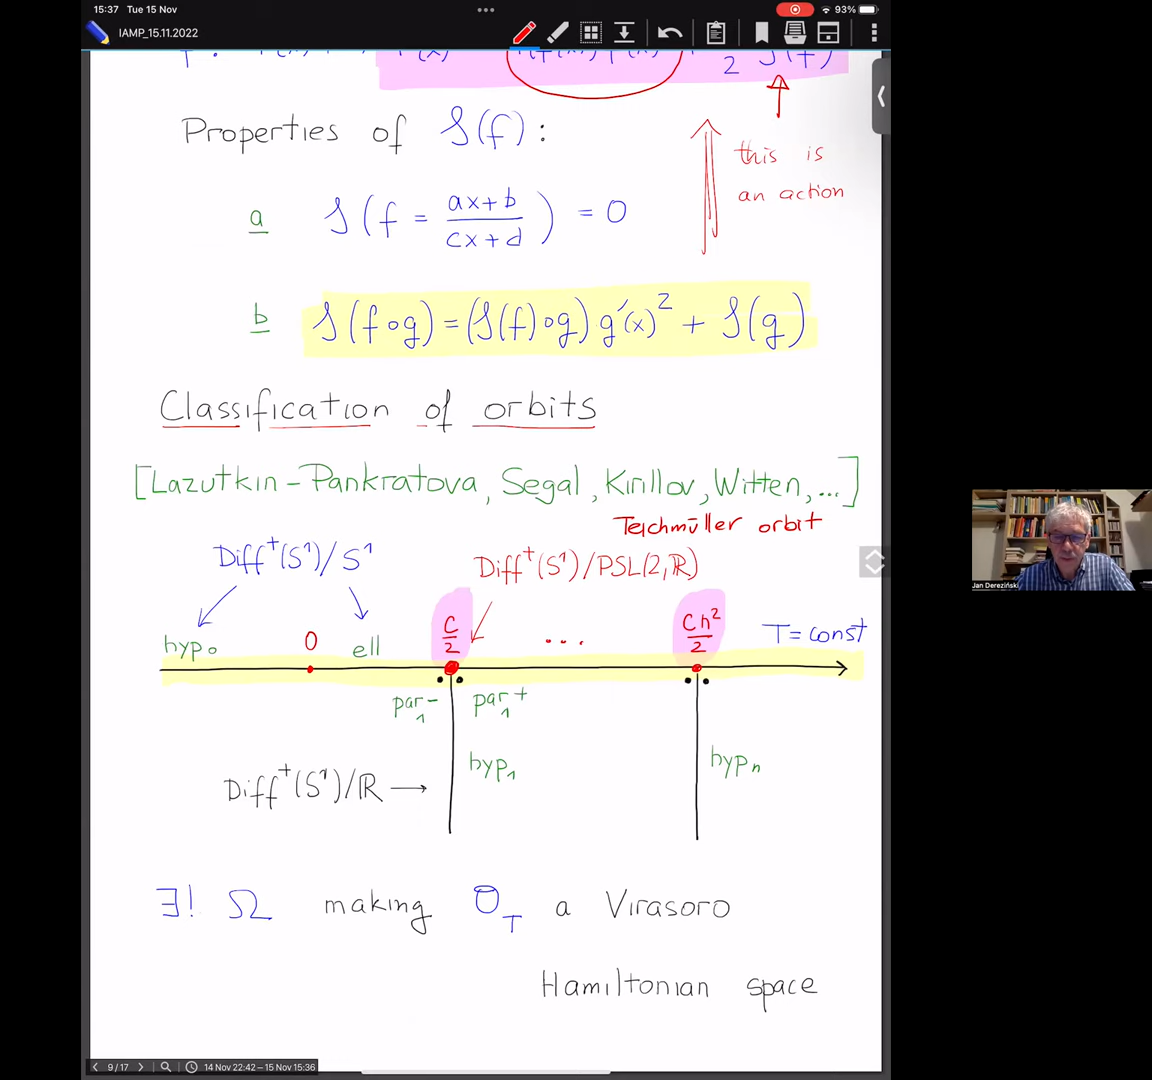 15:37 Tue 15 Nov
93%
IAMP_15.11.2022
2 S(f)
Properties of S(f):
this is
an action
a S(f = ax+b / cx+d) = 0
b S(f∘g) = (S(f)∘g) g'(x)² + S(g)
Classification of orbits
[Lazutkin-Pankratova, Segal, Kirillov, Witten, ...]
Teichmüller orbit
Diff⁺(S¹)/S¹ Diff⁺(S¹)/PSL(2,ℝ)
hyp₀ 0 ell C/2 ... Cn²/2 T=const
par₁⁻ par₁⁺
hyp₁ hypₙ
Diff⁺(S¹)/ℝ →
∃! Ω making O_T a Virasoro
Hamiltonian space
Jan Dereziński
9/17 14 Nov 22:42–15 Nov 15:36